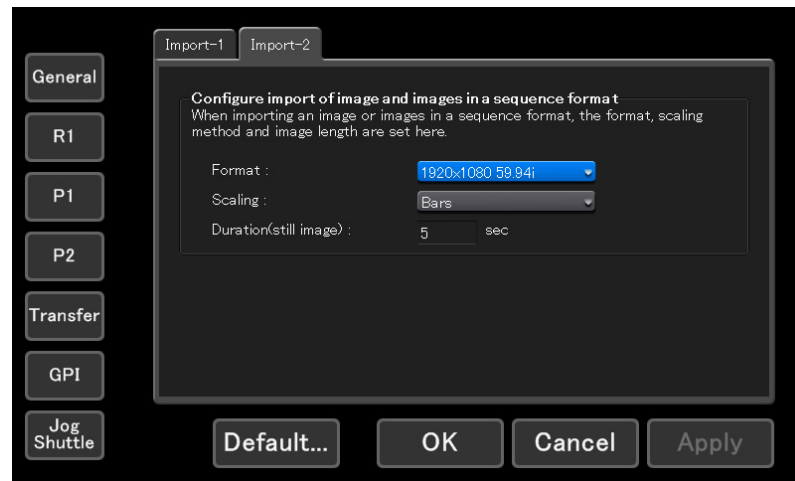 Import-1 Import-2
General
R1
P1
P2
Transfer
GPI
Jog
Shuttle
Configure import of image and images in a sequence format
When importing an image or images in a sequence format, the format, scaling
method and image length are set here.
Format : 1920x1080 59.94i
Scaling : Bars
Duration(still image) : 5 sec
Default... OK Cancel Apply